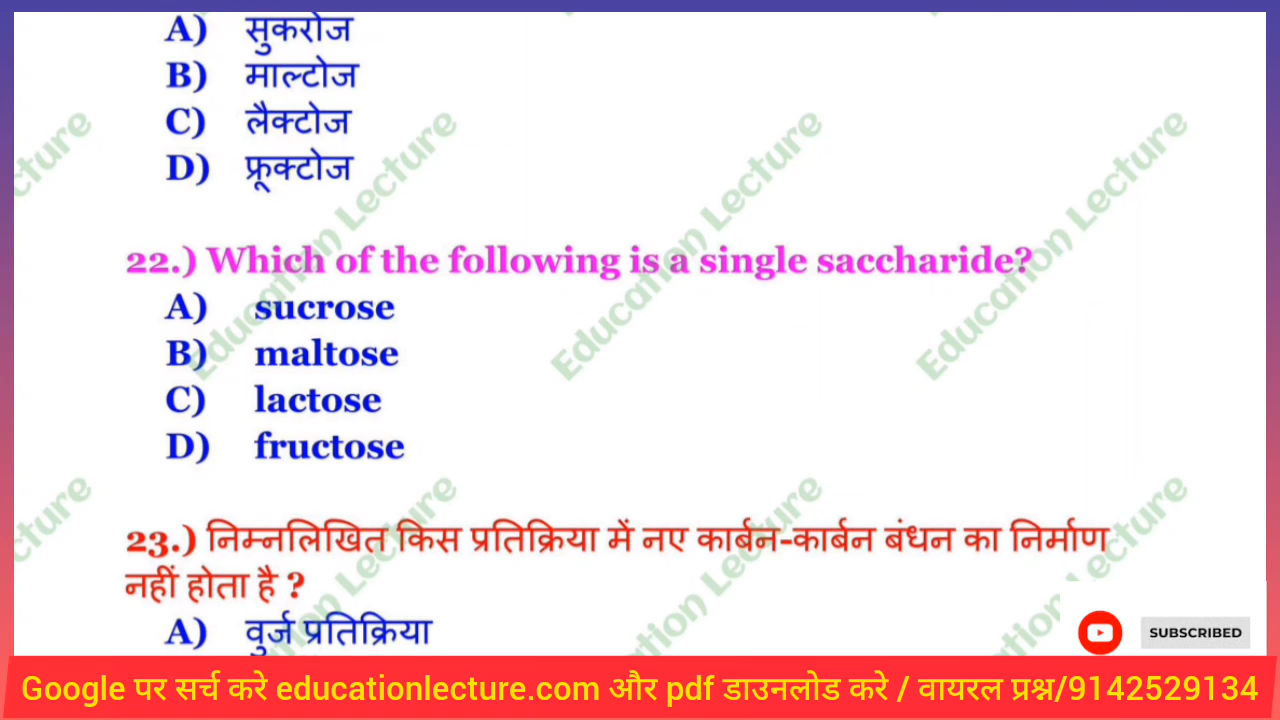 A) सुकरोज
B) माल्टोज
C) लैक्टोज
D) फ्रूक्टोज
22.) Which of the following is a single saccharide?
A) sucrose
B) maltose
C) lactose
D) fructose
23.) निम्नलिखित किस प्रतिक्रिया में नए कार्बन-कार्बन बंधन का निर्माण
नहीं होता है ?
A) वुर्ज प्रतिक्रिया
SUBSCRIBED
Google पर सर्च करे educationlecture.com और pdf डाउनलोड करे / वायरल प्रश्न/9142529134
Education Lecture